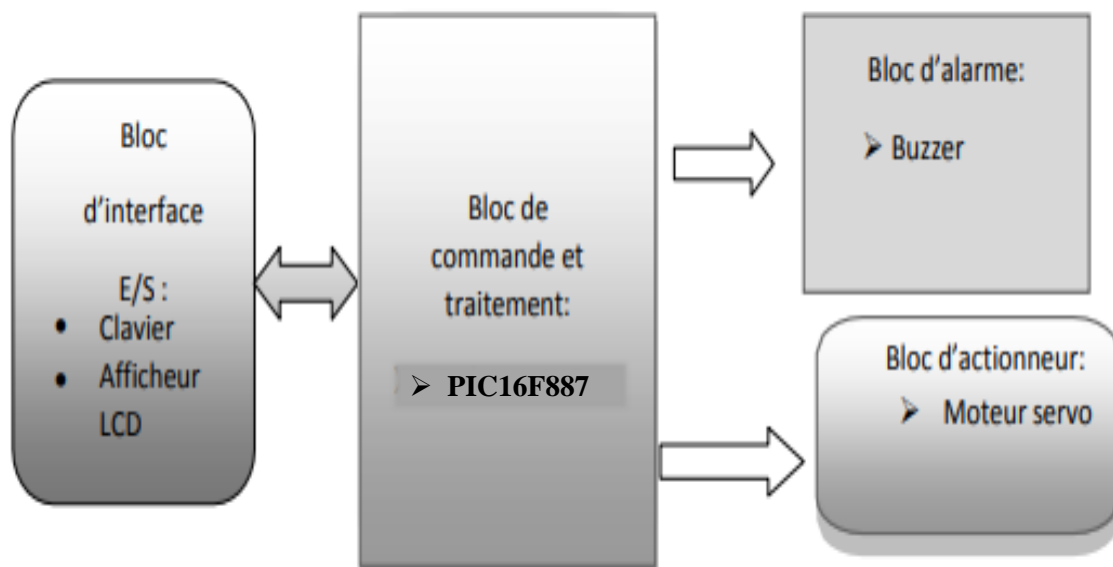 Bloc
d'interface
E/S :
• Clavier
• Afficheur
LCD
Bloc de
commande et
traitement:
➢ PIC16F887
Bloc d'alarme:
➢ Buzzer
Bloc d'actionneur:
➢ Moteur servo